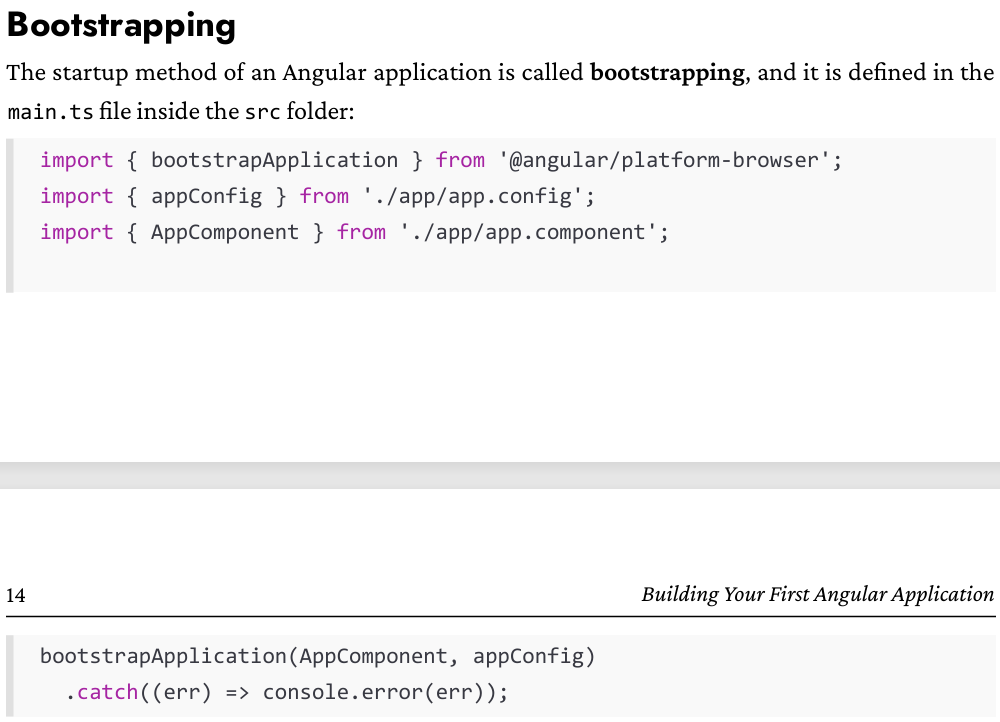 Bootstrapping
The startup method of an Angular application is called bootstrapping, and it is defined in the
main.ts file inside the src folder:
import { bootstrapApplication } from '@angular/platform-browser';
import { appConfig } from './app/app.config';
import { AppComponent } from './app/app.component';
14 Building Your First Angular Application
bootstrapApplication(AppComponent, appConfig)
  .catch((err) => console.error(err));